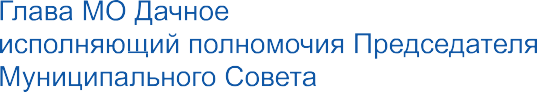 Глава МО Дачное
исполняющий полномочия Председателя
Муниципального Совета